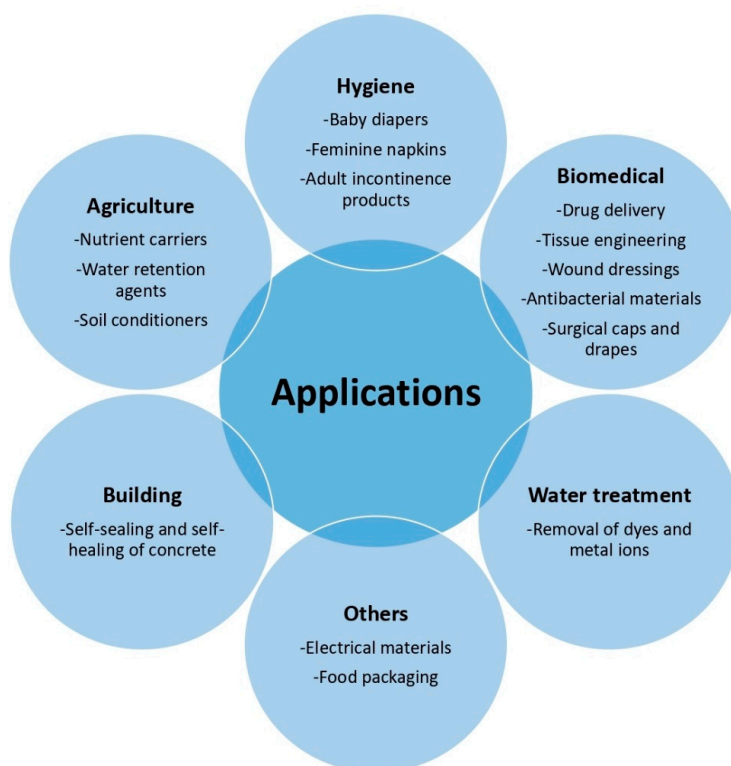 Hygiene
-Baby diapers
-Feminine napkins
-Adult incontinence
products
Biomedical
-Drug delivery
-Tissue engineering
-Wound dressings
-Antibacterial materials
-Surgical caps and
drapes
Agriculture
-Nutrient carriers
-Water retention
agents
-Soil conditioners
Applications
Building
-Self-sealing and self-
healing of concrete
Water treatment
-Removal of dyes and
metal ions
Others
-Electrical materials
-Food packaging